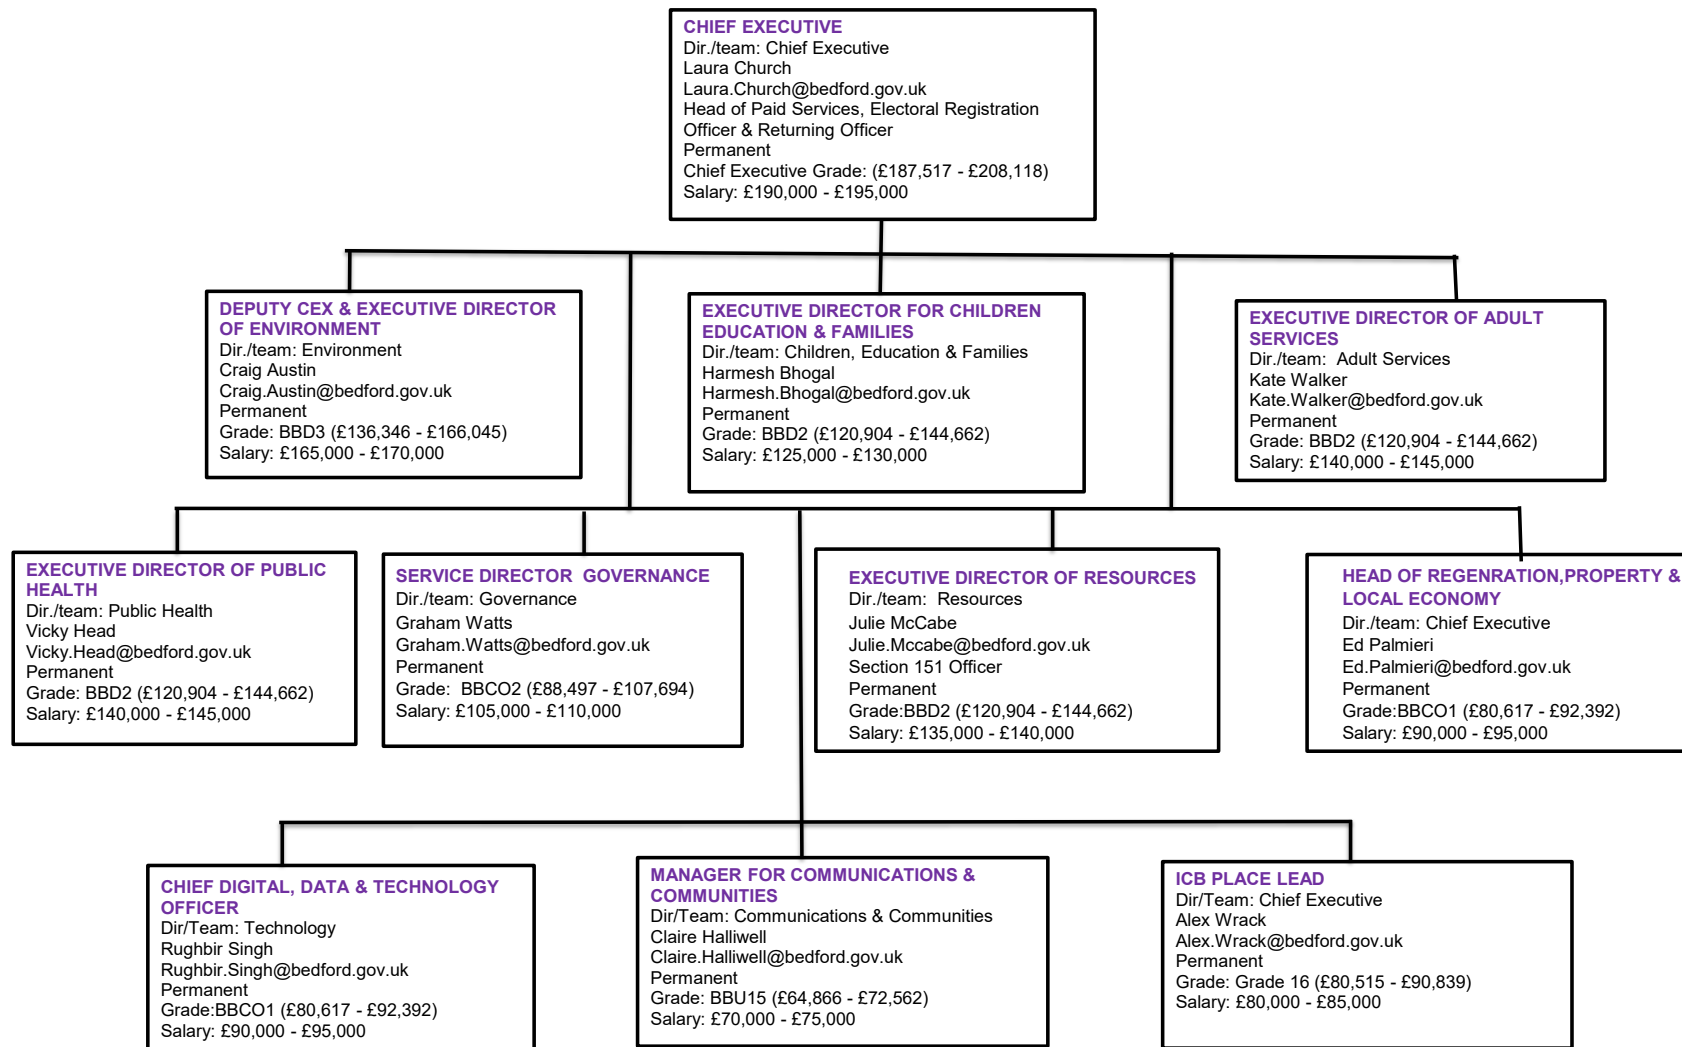 CHIEF EXECUTIVE
Dir./team: Chief Executive
Laura Church
Laura.Church@bedford.gov.uk
Head of Paid Services, Electoral Registration
Officer & Returning Officer
Permanent
Chief Executive Grade: (£187,517 - £208,118)
Salary: £190,000 - £195,000
DEPUTY CEX & EXECUTIVE DIRECTOR
OF ENVIRONMENT
Dir./team: Environment
Craig Austin
Craig.Austin@bedford.gov.uk
Permanent
Grade: BBD3 (£136,346 - £166,045)
Salary: £165,000 - £170,000
EXECUTIVE DIRECTOR FOR CHILDREN
EDUCATION & FAMILIES
Dir./team: Children, Education & Families
Harmesh Bhogal
Harmesh.Bhogal@bedford.gov.uk
Permanent
Grade: BBD2 (£120,904 - £144,662)
Salary: £125,000 - £130,000
EXECUTIVE DIRECTOR OF ADULT
SERVICES
Dir./team:  Adult Services
Kate Walker
Kate.Walker@bedford.gov.uk
Permanent
Grade: BBD2 (£120,904 - £144,662)
Salary: £140,000 - £145,000
EXECUTIVE DIRECTOR OF PUBLIC
HEALTH
Dir./team: Public Health
Vicky Head
Vicky.Head@bedford.gov.uk
Permanent
Grade: BBD2 (£120,904 - £144,662)
Salary: £140,000 - £145,000
SERVICE DIRECTOR  GOVERNANCE
Dir./team: Governance
Graham Watts
Graham.Watts@bedford.gov.uk
Permanent
Grade:  BBCO2 (£88,497 - £107,694)
Salary: £105,000 - £110,000
EXECUTIVE DIRECTOR OF RESOURCES
Dir./team:  Resources
Julie McCabe
Julie.Mccabe@bedford.gov.uk
Section 151 Officer
Permanent
Grade:BBD2 (£120,904 - £144,662)
Salary: £135,000 - £140,000
HEAD OF REGENRATION,PROPERTY &
LOCAL ECONOMY
Dir./team: Chief Executive
Ed Palmieri
Ed.Palmieri@bedford.gov.uk
Permanent
Grade:BBCO1 (£80,617 - £92,392)
Salary: £90,000 - £95,000
CHIEF DIGITAL, DATA & TECHNOLOGY
OFFICER
Dir/Team: Technology
Rughbir Singh
Rughbir.Singh@bedford.gov.uk
Permanent
Grade:BBCO1 (£80,617 - £92,392)
Salary: £90,000 - £95,000
MANAGER FOR COMMUNICATIONS &
COMMUNITIES
Dir/Team: Communications & Communities
Claire Halliwell
Claire.Halliwell@bedford.gov.uk
Permanent
Grade: BBU15 (£64,866 - £72,562)
Salary: £70,000 - £75,000
ICB PLACE LEAD
Dir/Team: Chief Executive
Alex Wrack
Alex.Wrack@bedford.gov.uk
Permanent
Grade: Grade 16 (£80,515 - £90,839)
Salary: £80,000 - £85,000